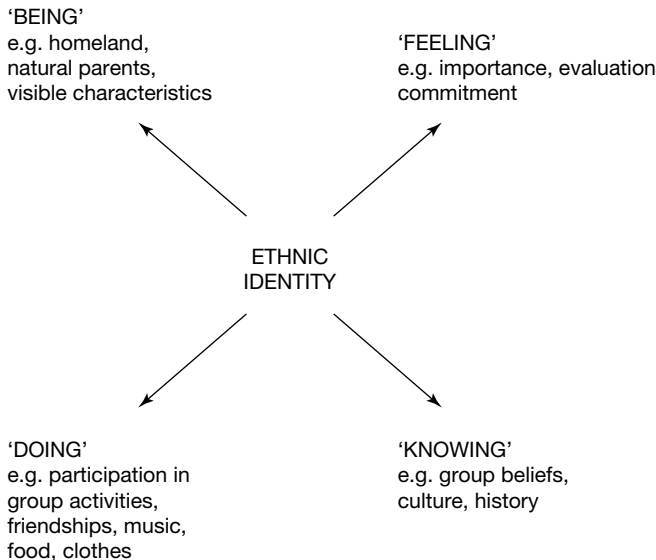 ‘BEING’
e.g. homeland,
natural parents,
visible characteristics
‘FEELING’
e.g. importance, evaluation
commitment
ETHNIC
IDENTITY
‘DOING’
e.g. participation in
group activities,
friendships, music,
food, clothes
‘KNOWING’
e.g. group beliefs,
culture, history